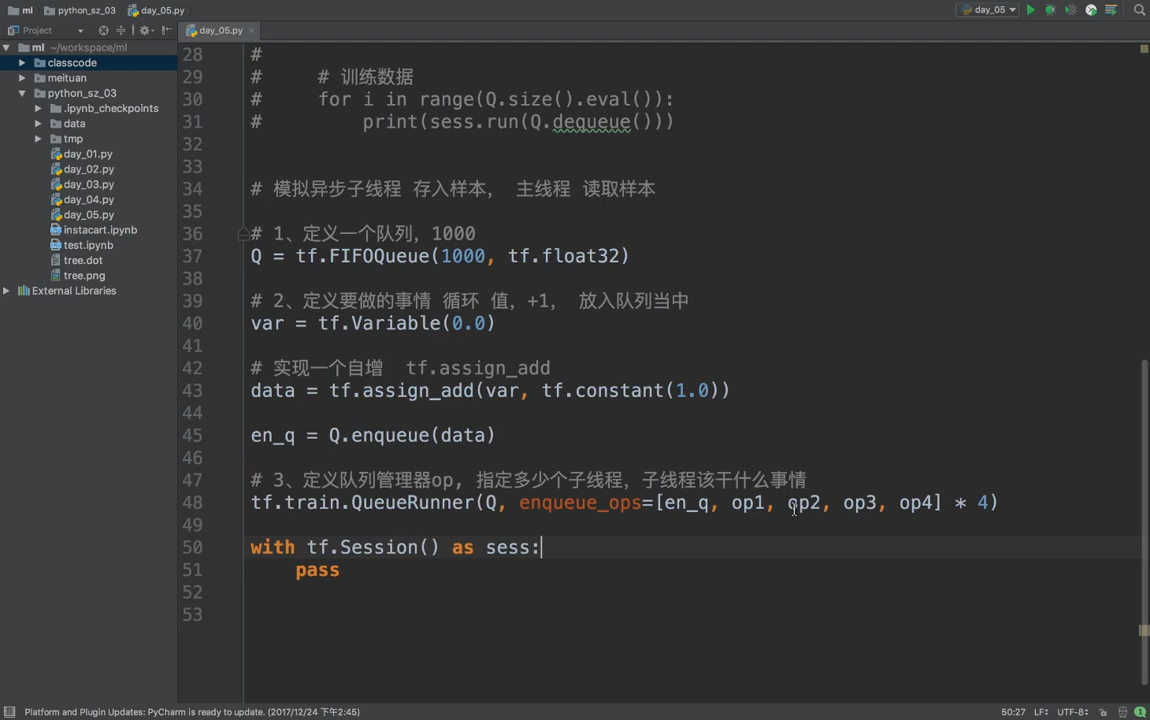 ml python_sz_03 day_05.py day_05
Project day_05.py
ml ~/workspace/ml
classcode
meituan
python_sz_03
.ipynb_checkpoints
data
tmp
day_01.py
day_02.py
day_03.py
day_04.py
day_05.py
instacart.ipynb
test.ipynb
tree.dot
tree.png
External Libraries
28 #
29 # # 训练数据
30 # for i in range(Q.size().eval()):
31 # print(sess.run(Q.dequeue()))
32
33
34 # 模拟异步子线程 存入样本， 主线程 读取样本
35
36 # 1、定义一个队列，1000
37 Q = tf.FIFOQueue(1000, tf.float32)
38
39 # 2、定义要做的事情 循环 值，+1， 放入队列当中
40 var = tf.Variable(0.0)
41
42 # 实现一个自增 tf.assign_add
43 data = tf.assign_add(var, tf.constant(1.0))
44
45 en_q = Q.enqueue(data)
46
47 # 3、定义队列管理器op, 指定多少个子线程，子线程该干什么事情
48 tf.train.QueueRunner(Q, enqueue_ops=[en_q, op1, op2, op3, op4] * 4)
49
50 with tf.Session() as sess:
51 pass
52
53
Platform and Plugin Updates: PyCharm is ready to update. (2017/12/24 下午2:45) 50:27 LF÷ UTF-8÷ 1